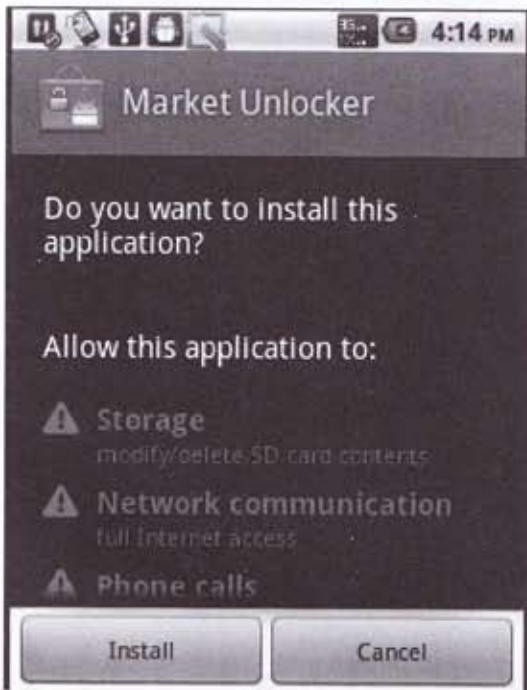 4:14 PM
Market Unlocker
Do you want to install this
application?
Allow this application to:
Storage
modify/delete SD card contents
Network communication
full Internet access
Phone calls
Install
Cancel